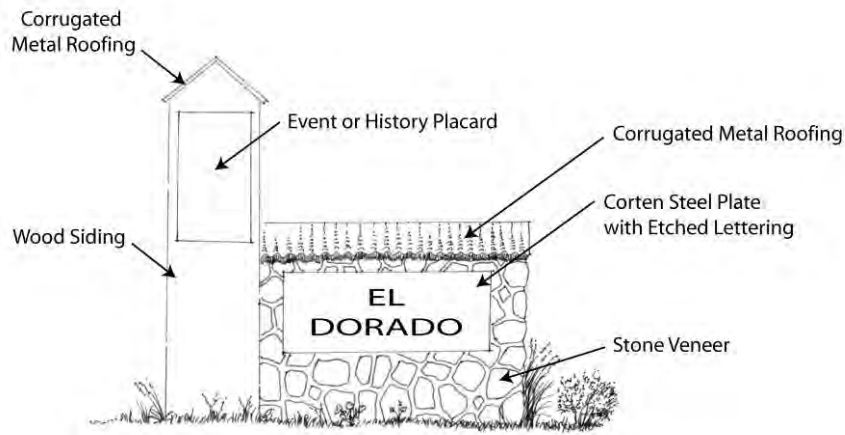 Corrugated
Metal Roofing
Event or History Placard
Corrugated Metal Roofing
Corten Steel Plate
with Etched Lettering
Wood Siding
EL
DORADO
Stone Veneer